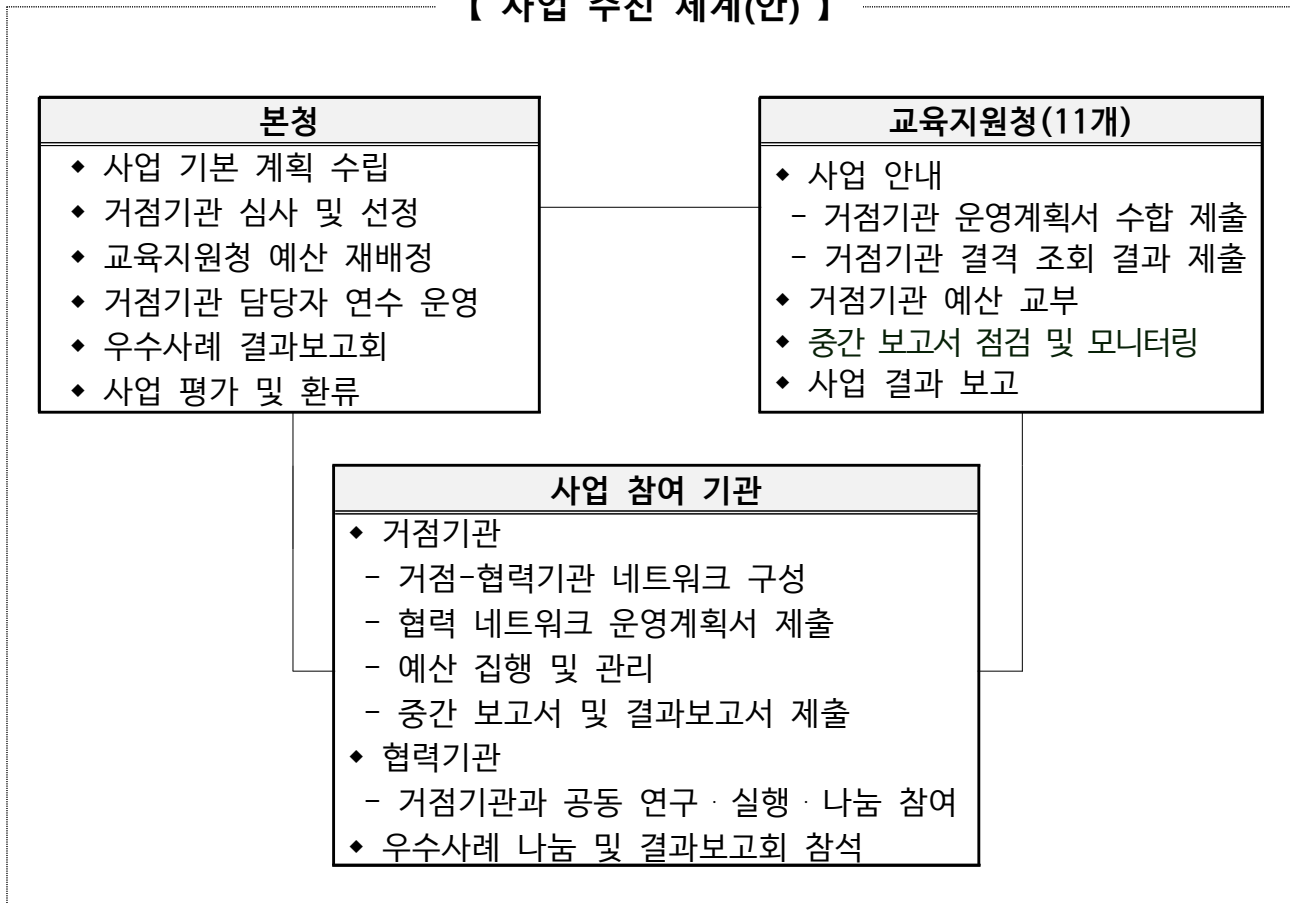 【 사업 추진 체계(안) 】
본청
◆ 사업 기본 계획 수립
◆ 거점기관 심사 및 선정
◆ 교육지원청 예산 재배정
◆ 거점기관 담당자 연수 운영
◆ 우수사례 결과보고회
◆ 사업 평가 및 환류
교육지원청(11개)
◆ 사업 안내
- 거점기관 운영계획서 수합 제출
- 거점기관 결격 조회 결과 제출
◆ 거점기관 예산 교부
◆ 중간 보고서 점검 및 모니터링
◆ 사업 결과 보고
사업 참여 기관
◆ 거점기관
- 거점-협력기관 네트워크 구성
- 협력 네트워크 운영계획서 제출
- 예산 집행 및 관리
- 중간 보고서 및 결과보고서 제출
◆ 협력기관
- 거점기관과 공동 연구·실행·나눔 참여
◆ 우수사례 나눔 및 결과보고회 참석